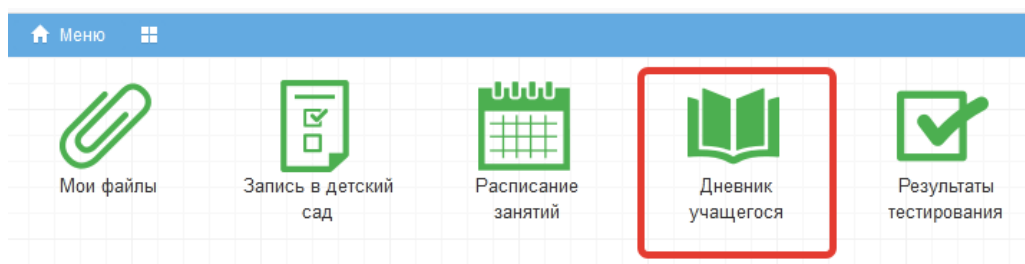 Меню
Мои файлы
Запись в детский
сад
Расписание
занятий
Дневник
учащегося
Результаты
тестирования